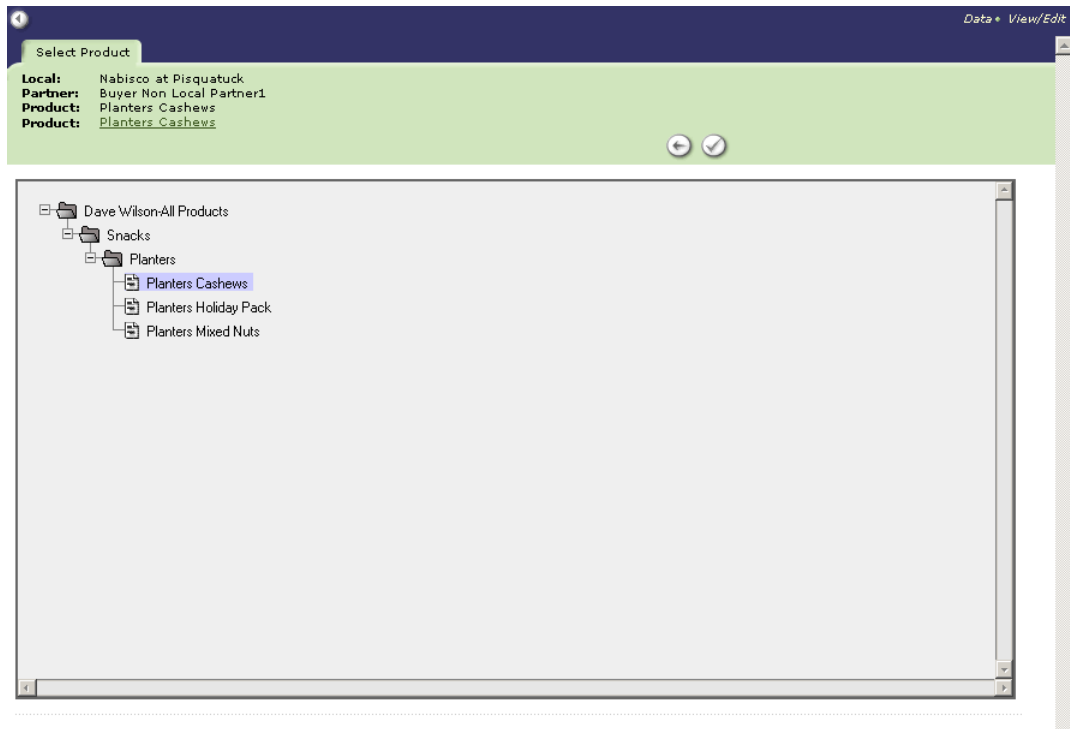 Data • View/Edit
Select Product
Local: Nabisco at Pisquatuck
Partner: Buyer Non Local Partner1
Product: Planters Cashews
Product: Planters Cashews
Dave Wilson-All Products
Snacks
Planters
Planters Cashews
Planters Holiday Pack
Planters Mixed Nuts